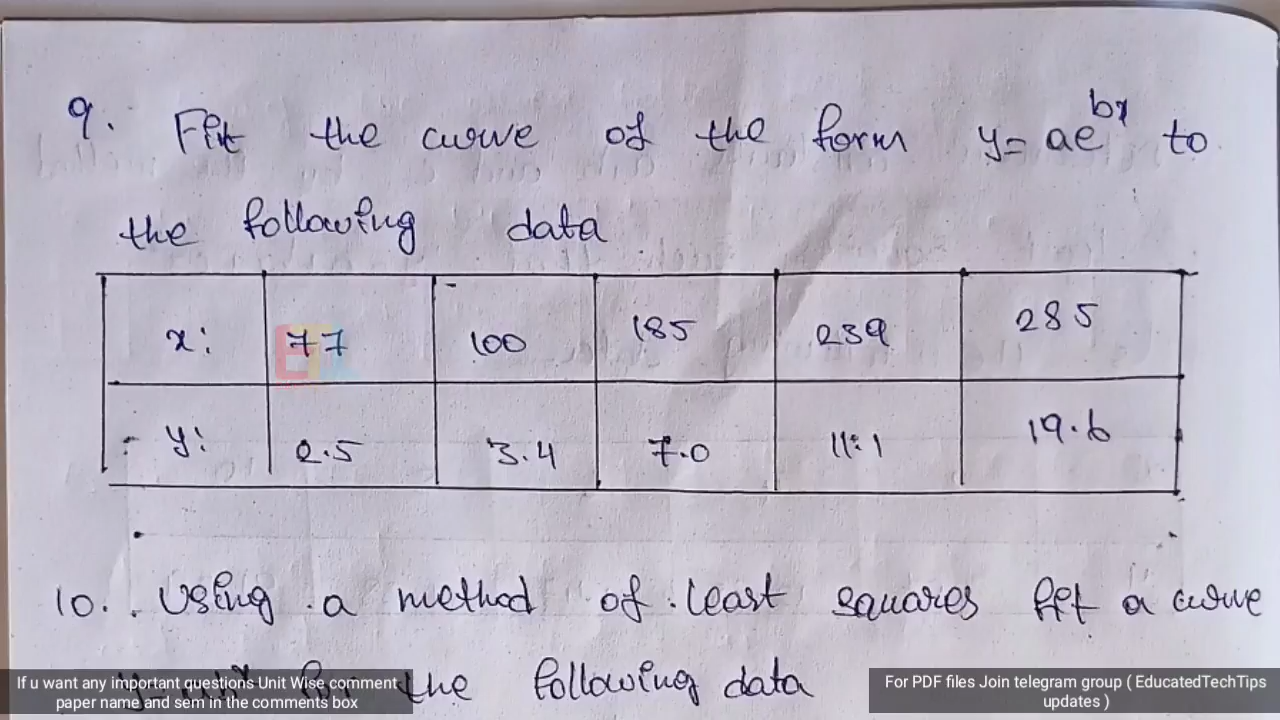 9. Fit the curve of the form y= ae^bx to
the following data
x: 77 100 185 239 285
y: 2.5 3.4 7.0 11.1 19.6
10. Using a method of least squares fit a curve
for the following data
If u want any important questions Unit Wise comment
paper name and sem in the comments box
For PDF files Join telegram group ( EducatedTechTips
updates )